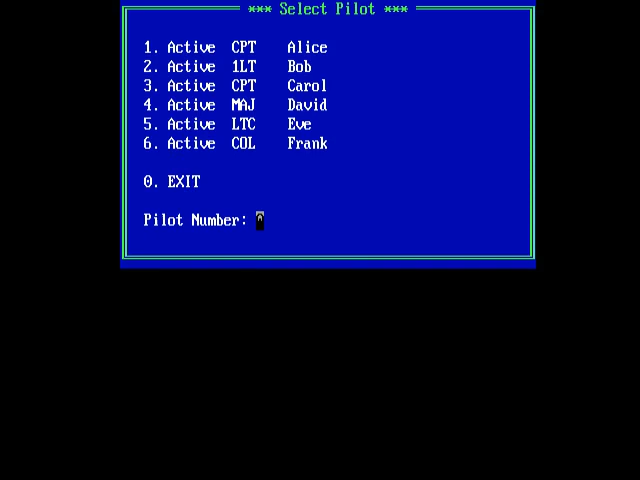 *** Select Pilot ***
1. Active CPT Alice
2. Active 1LT Bob
3. Active CPT Carol
4. Active MAJ David
5. Active LTC Eve
6. Active COL Frank
0. EXIT
Pilot Number: